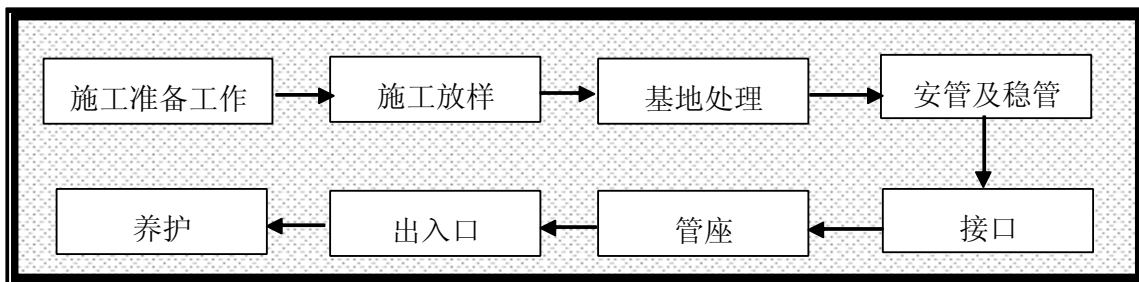 施工准备工作
施工放样
基地处理
安管及稳管
接口
管座
出入口
养护